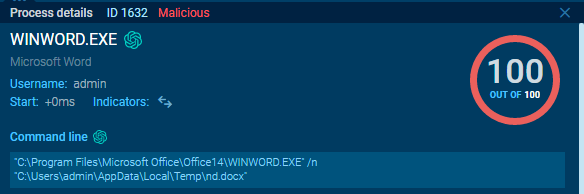 Process details ID 1632 Malicious
WINWORD.EXE
Microsoft Word
Username: admin
Start: +0ms Indicators:
100
OUT OF 100
Command line
"C:\Program Files\Microsoft Office\Office14\WINWORD.EXE" /n
"C:\Users\admin\AppData\Local\Temp\nd.docx"